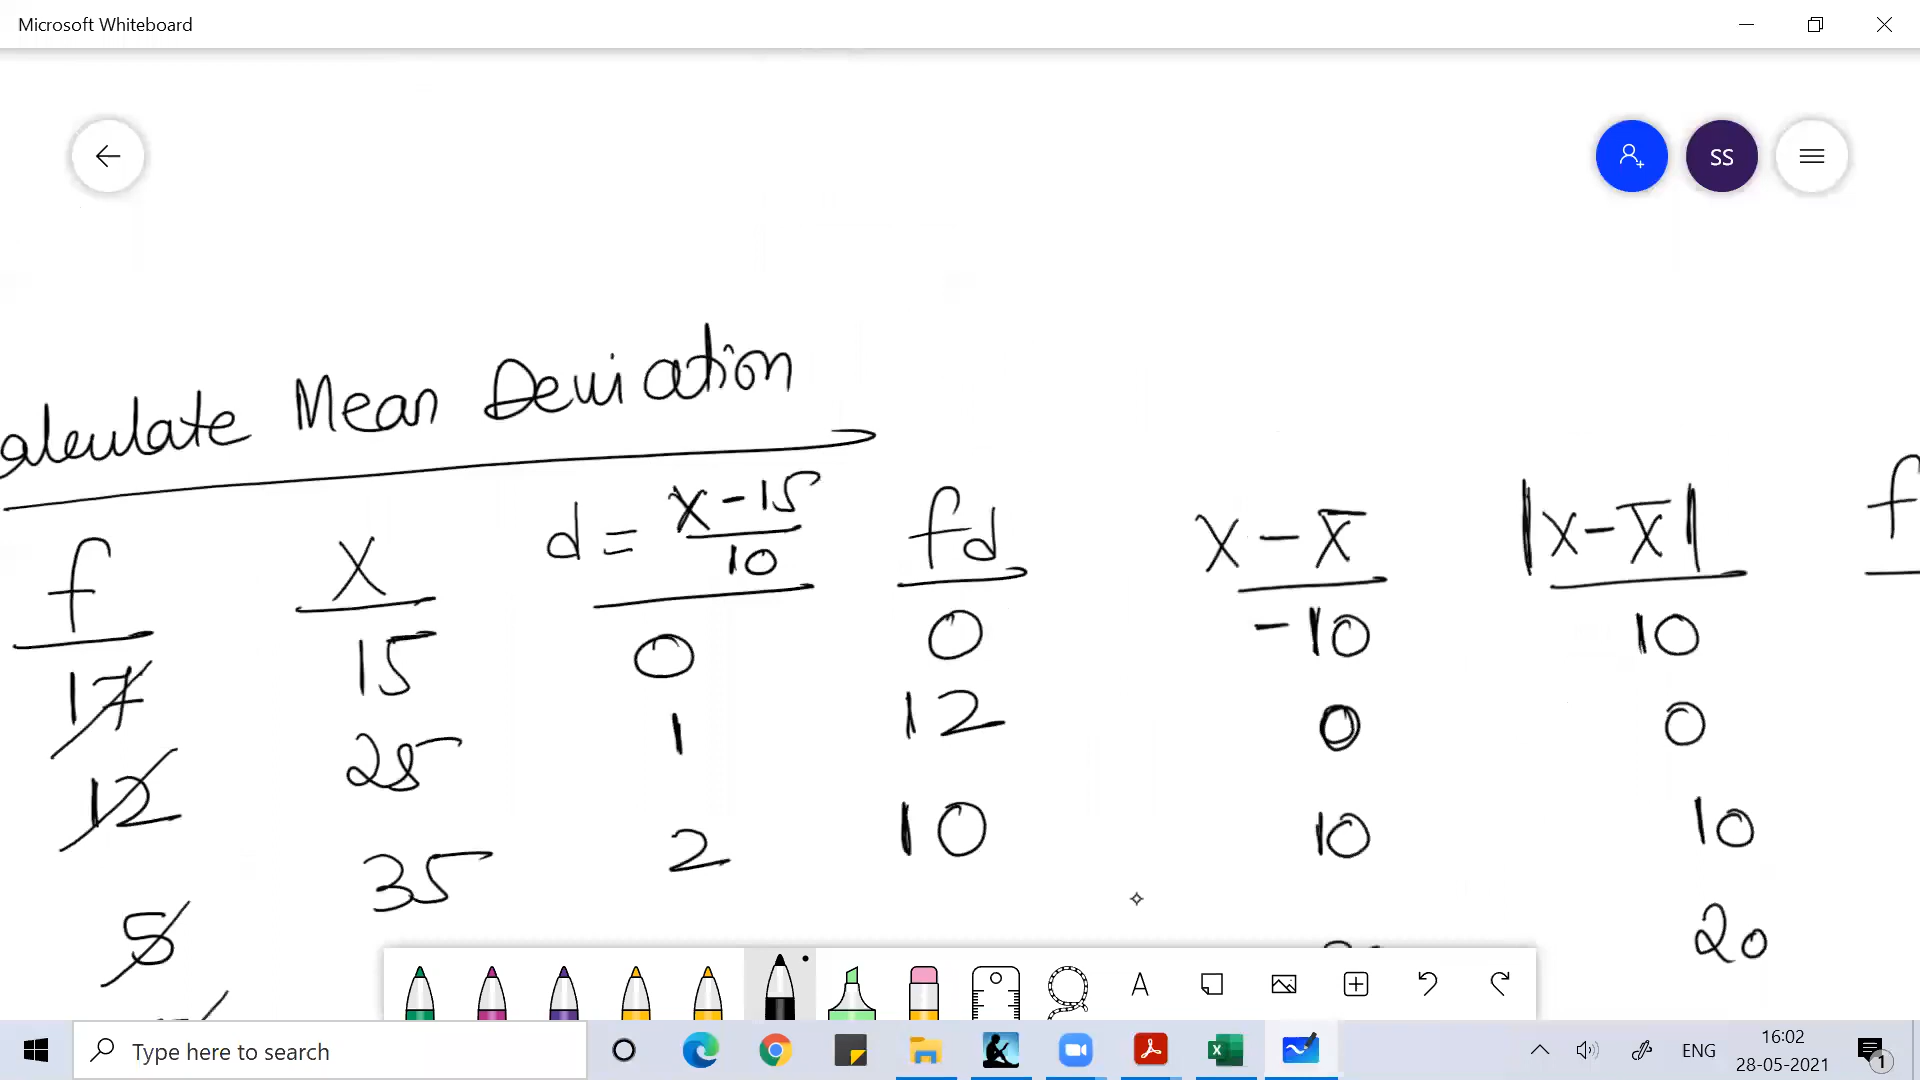 Microsoft Whiteboard
SS
alculate Mean Deviation
f X d = x - 15 / 10 fd x - x̄ |x - x̄| f
17 15 0 0 -10 10
12 25 1 12 0 0
5 35 2 10 10 10
20
A
Type here to search
ENG
16:02
28-05-2021
1